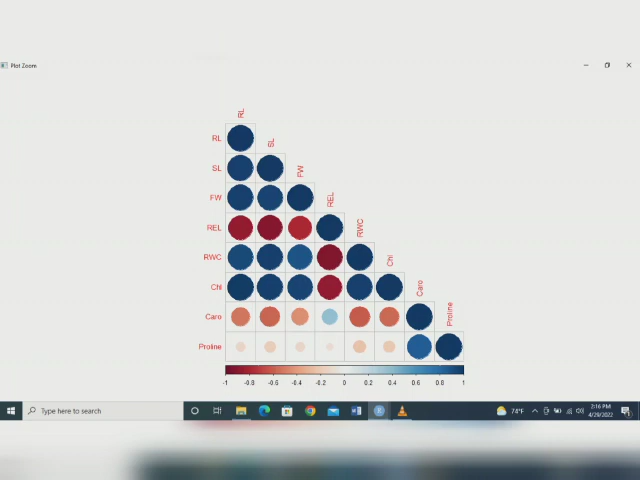 Plot Zoom
RL
RL
SL
SL
FW
FW
REL
REL
RWC
RWC
Chl
Chl
Caro
Caro
Proline
Proline
-1 -0.8 -0.6 -0.4 -0.2 0 0.2 0.4 0.6 0.8 1
Type here to search
74°F
2:16 PM
4/29/2022